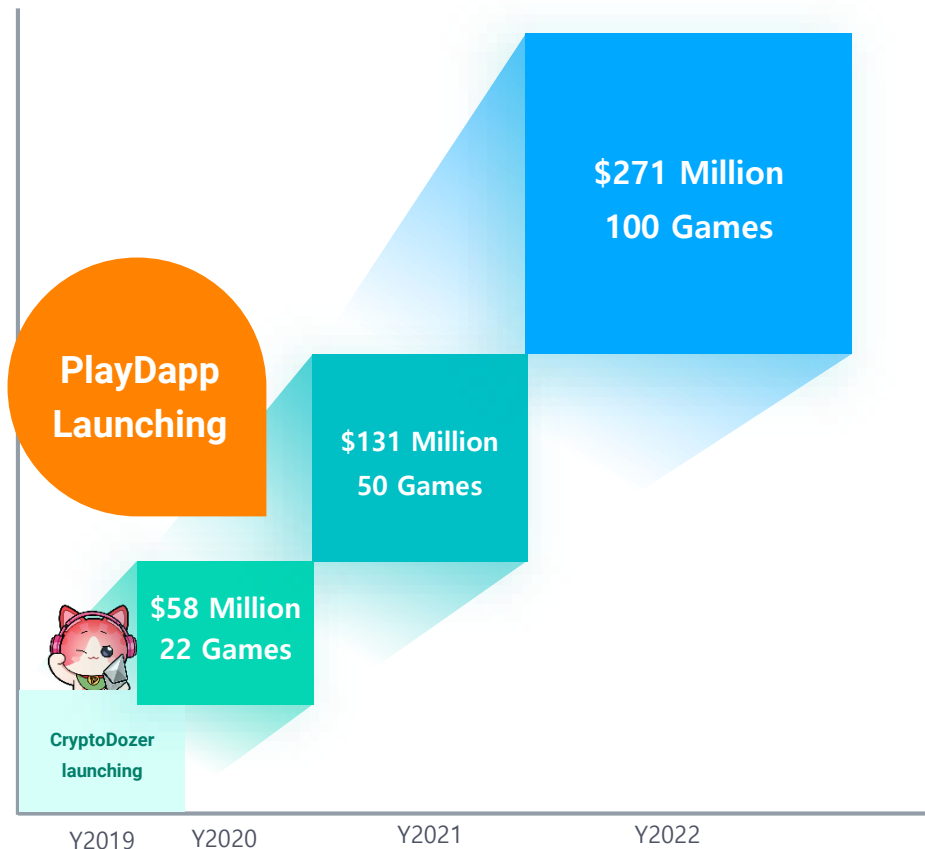 $271 Million
100 Games
PlayDapp
Launching
$131 Million
50 Games
$58 Million
22 Games
CryptoDozer
launching
Y2019
Y2020
Y2021
Y2022